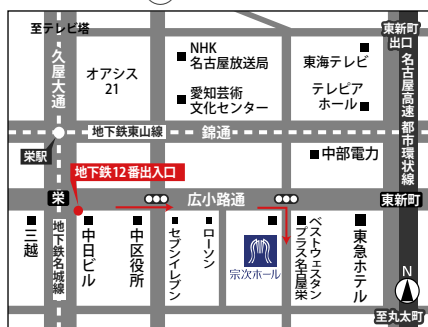 至テレビ塔
久屋大通
オアシス
21
NHK
名古屋放送局
愛知芸術
文化センター
東海テレビ
テレピア
ホール
東新町
出口
名古屋高速都市環状線
地下鉄東山線
錦通
栄駅
中部電力
地下鉄12番出入口
栄
広小路通
東新町
三越
地下鉄名城線
中日ビル
中区役所
セブンイレブン
ローソン
宗次ホール
ベストウェスタン
プラス名古屋栄
東急ホテル
N
至丸太町